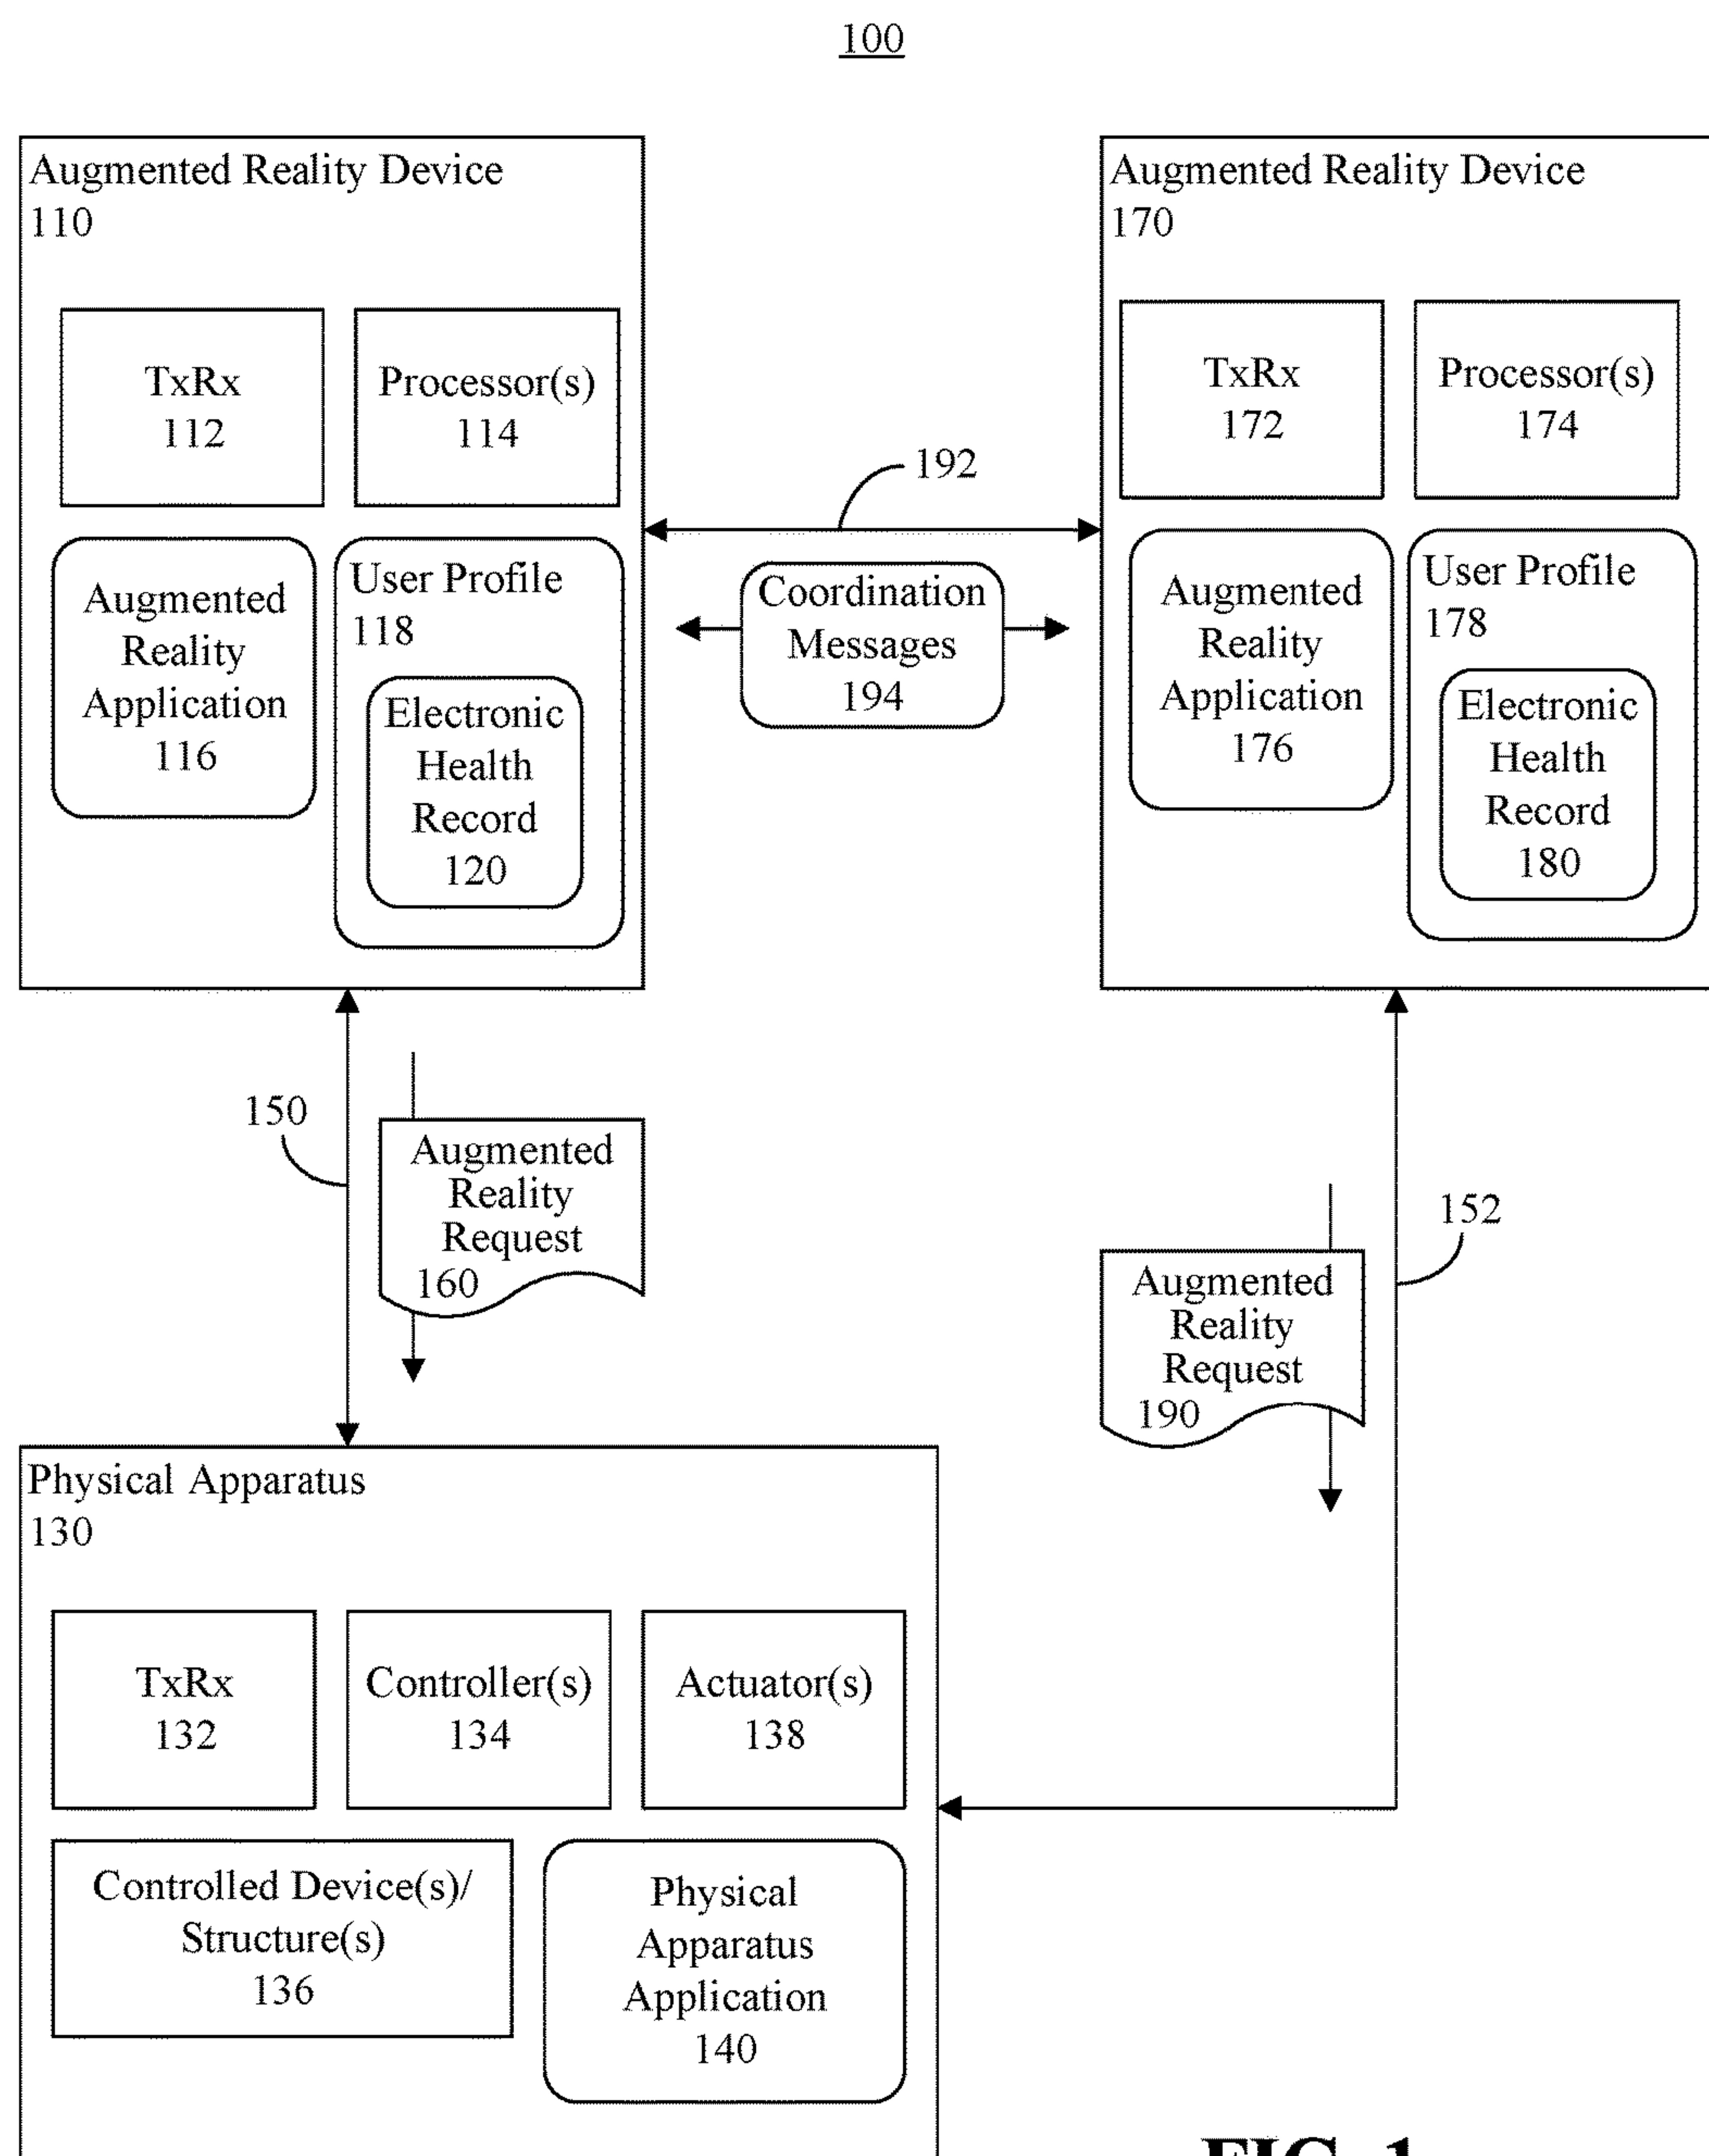 100
Augmented Reality Device
110
TxRx
112
Processor(s)
114
Augmented
Reality
Application
116
User Profile
118
Electronic
Health
Record
120
192
Coordination
Messages
194
Augmented Reality Device
170
TxRx
172
Processor(s)
174
Augmented
Reality
Application
176
User Profile
178
Electronic
Health
Record
180
150
Augmented
Reality
Request
160
152
Augmented
Reality
Request
190
Physical Apparatus
130
TxRx
132
Controller(s)
134
Actuator(s)
138
Controlled Device(s)/
Structure(s)
136
Physical
Apparatus
Application
140
FIG. 1